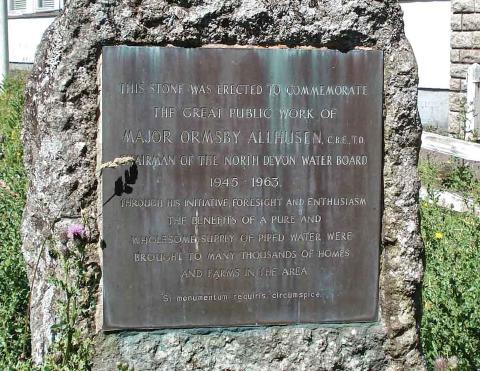 THIS STONE WAS ERECTED TO COMMEMORATE
THE GREAT PUBLIC WORK OF
MAJOR ORMSBY ALLHUSEN, C.B.E., T.D.
CHAIRMAN OF THE NORTH DEVON WATER BOARD
1945 - 1963.
THROUGH HIS INITIATIVE, FORESIGHT AND ENTHUSIASM
THE BENEFITS OF A PURE AND
WHOLESOME SUPPLY OF PIPED WATER WERE
BROUGHT TO MANY THOUSANDS OF HOMES
AND FARMS IN THE AREA
"Si monumentum requiris, circumspice"